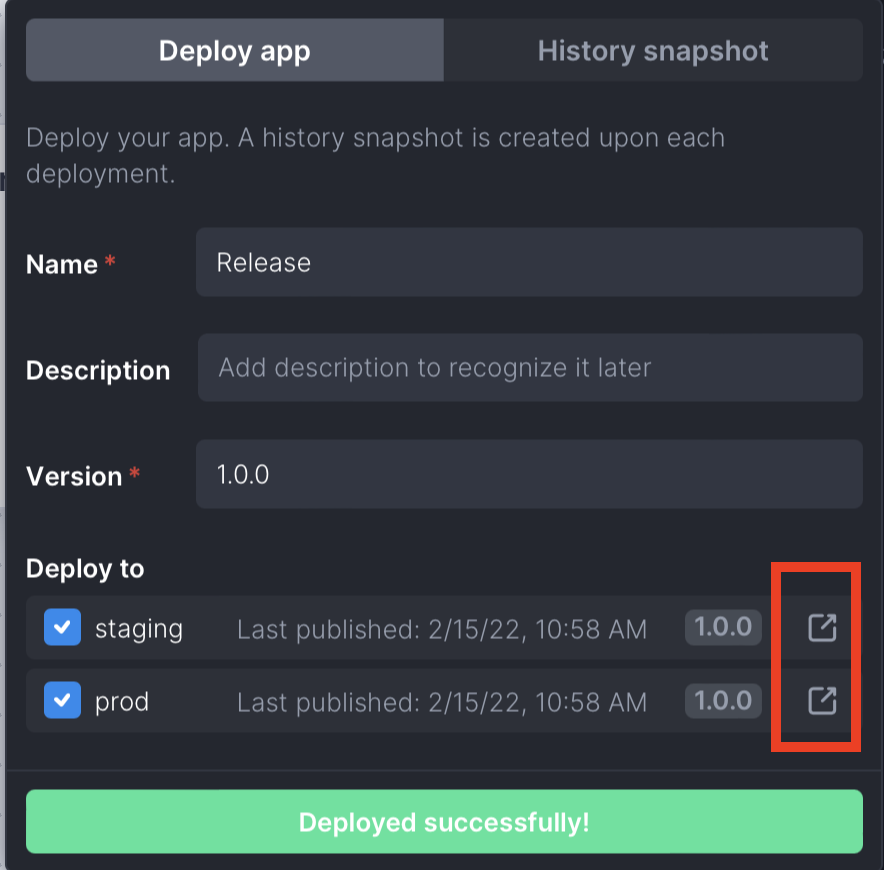 Deploy app
History snapshot
Deploy your app. A history snapshot is created upon each
deployment.
Name *
Release
Description
Add description to recognize it later
Version *
1.0.0
Deploy to
staging Last published: 2/15/22, 10:58 AM 1.0.0
prod Last published: 2/15/22, 10:58 AM 1.0.0
Deployed successfully!